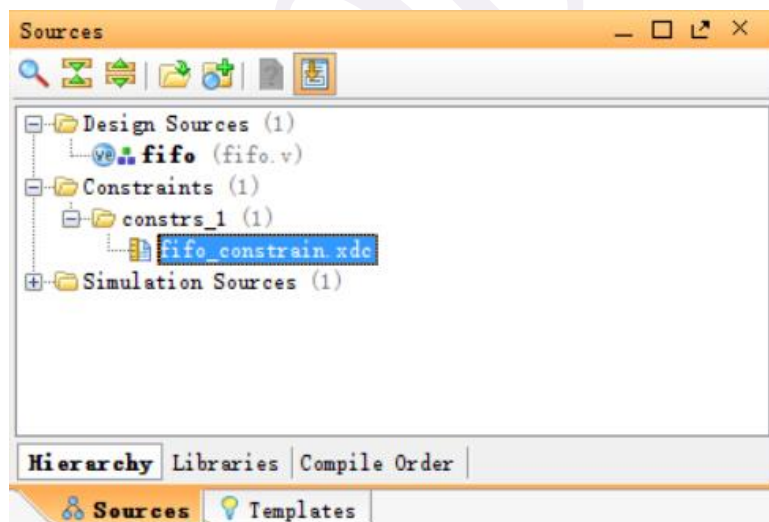 Sources
Design Sources (1)
fifo (fifo.v)
Constraints (1)
constrs_1 (1)
fifo_constrain.xdc
Simulation Sources (1)
Hierarchy Libraries Compile Order
Sources Templates